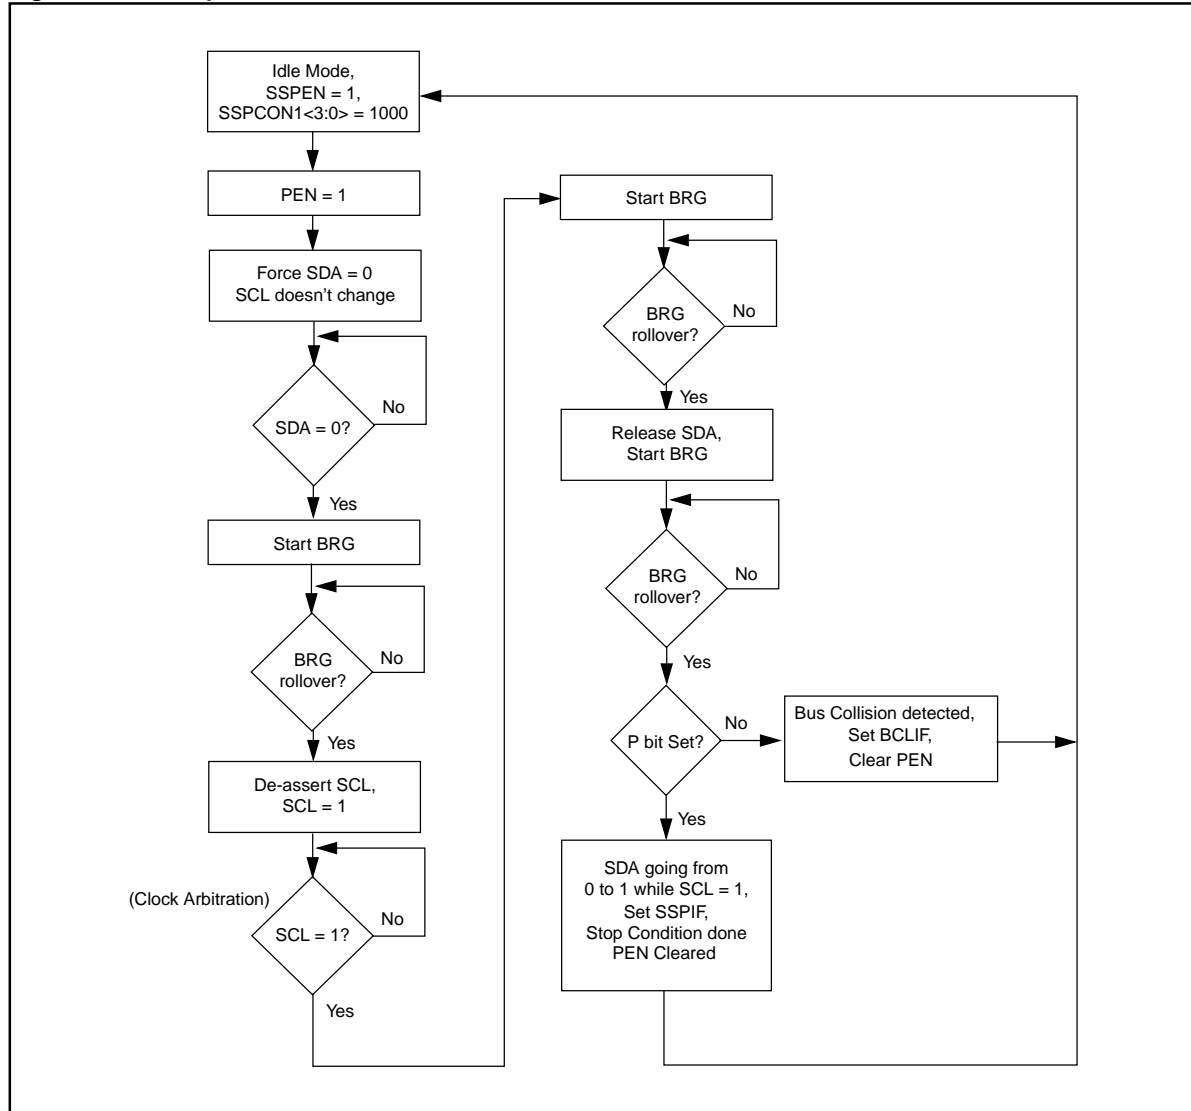 Idle Mode,
SSPEN = 1,
SSPCON1<3:0> = 1000
PEN = 1
Force SDA = 0
SCL doesn't change
SDA = 0?
No
Yes
Start BRG
BRG
rollover?
No
Yes
De-assert SCL,
SCL = 1
(Clock Arbitration)
SCL = 1?
No
Yes
Start BRG
BRG
rollover?
No
Yes
Release SDA,
Start BRG
BRG
rollover?
No
Yes
P bit Set?
No
Bus Collision detected,
Set BCLIF,
Clear PEN
Yes
SDA going from
0 to 1 while SCL = 1,
Set SSPIF,
Stop Condition done
PEN Cleared